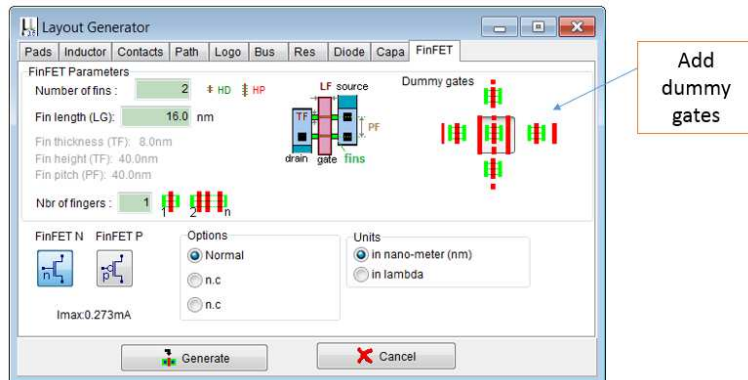 Layout Generator
Pads Inductor Contacts Path Logo Bus Res Diode Capa FinFET
FinFET Parameters
Number of fins : 2 HD HP
Fin length (LG): 16.0 nm
Fin thickness (TF): 8.0nm
Fin height (TF): 40.0nm
Fin pitch (PF): 40.0nm
Nbr of fingers : 1 1 2 n
LF source
TF
PF
drain gate fins
Dummy gates
Add
dummy
gates
FinFET N FinFET P
n p
Imax:0.273mA
Options
Normal
n.c
n.c
Units
in nano-meter (nm)
in lambda
Generate Cancel